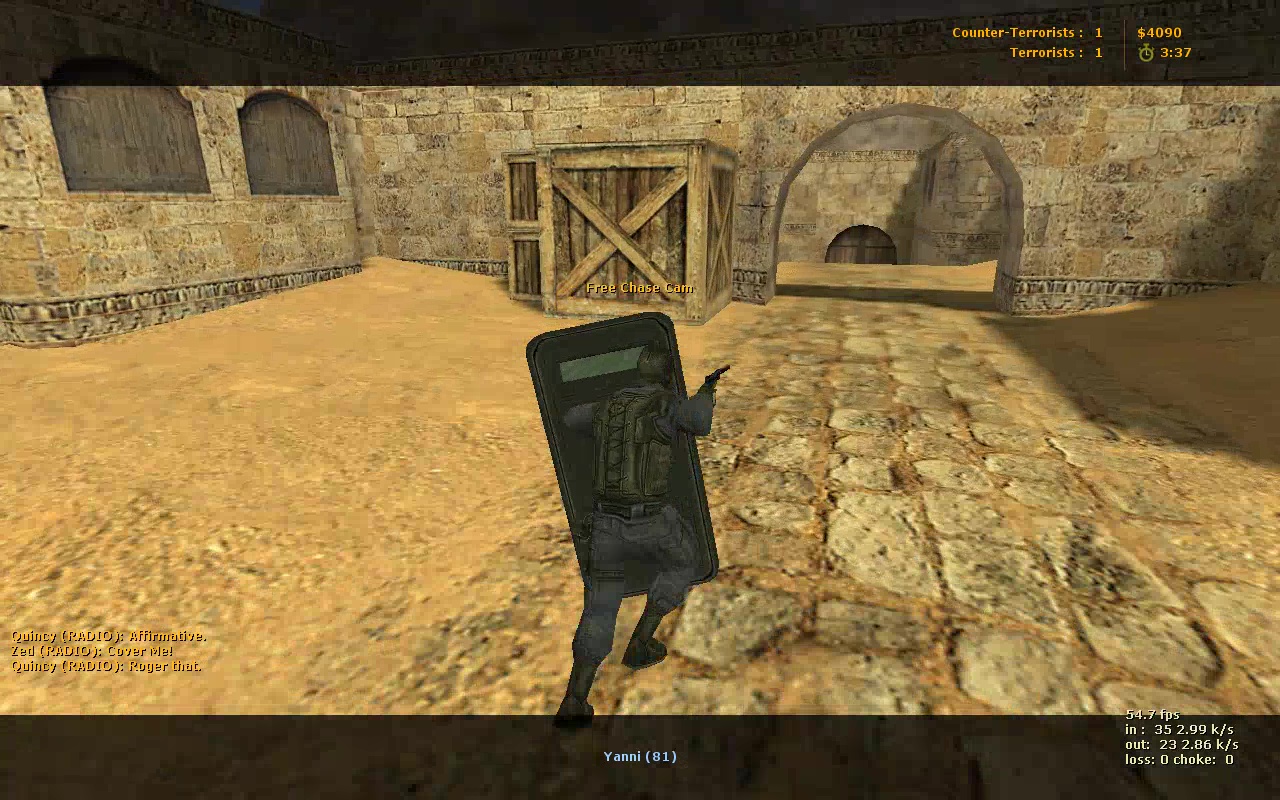 Counter-Terrorists : 1 $4090
Terrorists : 1 3:37
Free Chase Cam
Quincy (RADIO): Affirmative.
Zed (RADIO): Cover Me!
Quincy (RADIO): Roger that.
54.7 fps
in : 35 2.99 k/s
out: 23 2.86 k/s
loss: 0 choke: 0
Yanni (81)